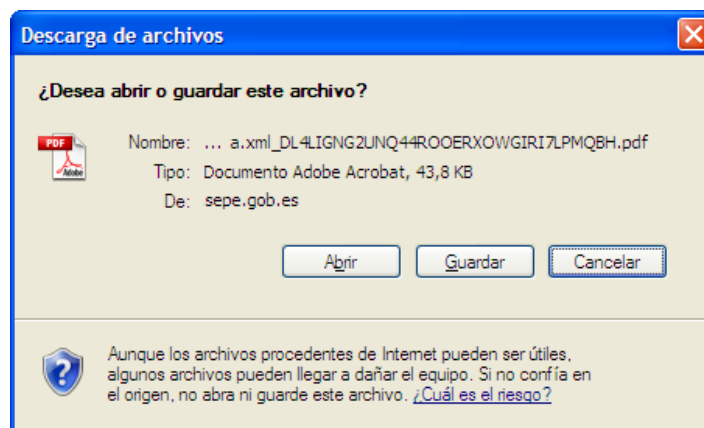 Descarga de archivos
¿Desea abrir o guardar este archivo?
PDF
Adobe
Nombre: ... a.xml_DL4LIGNG2UNQ44ROOERXOWGIRI7LPMQBH.pdf
Tipo: Documento Adobe Acrobat, 43,8 KB
De: sepe.gob.es
Abrir Guardar Cancelar
Aunque los archivos procedentes de Internet pueden ser útiles,
algunos archivos pueden llegar a dañar el equipo. Si no confía en
el origen, no abra ni guarde este archivo. ¿Cuál es el riesgo?